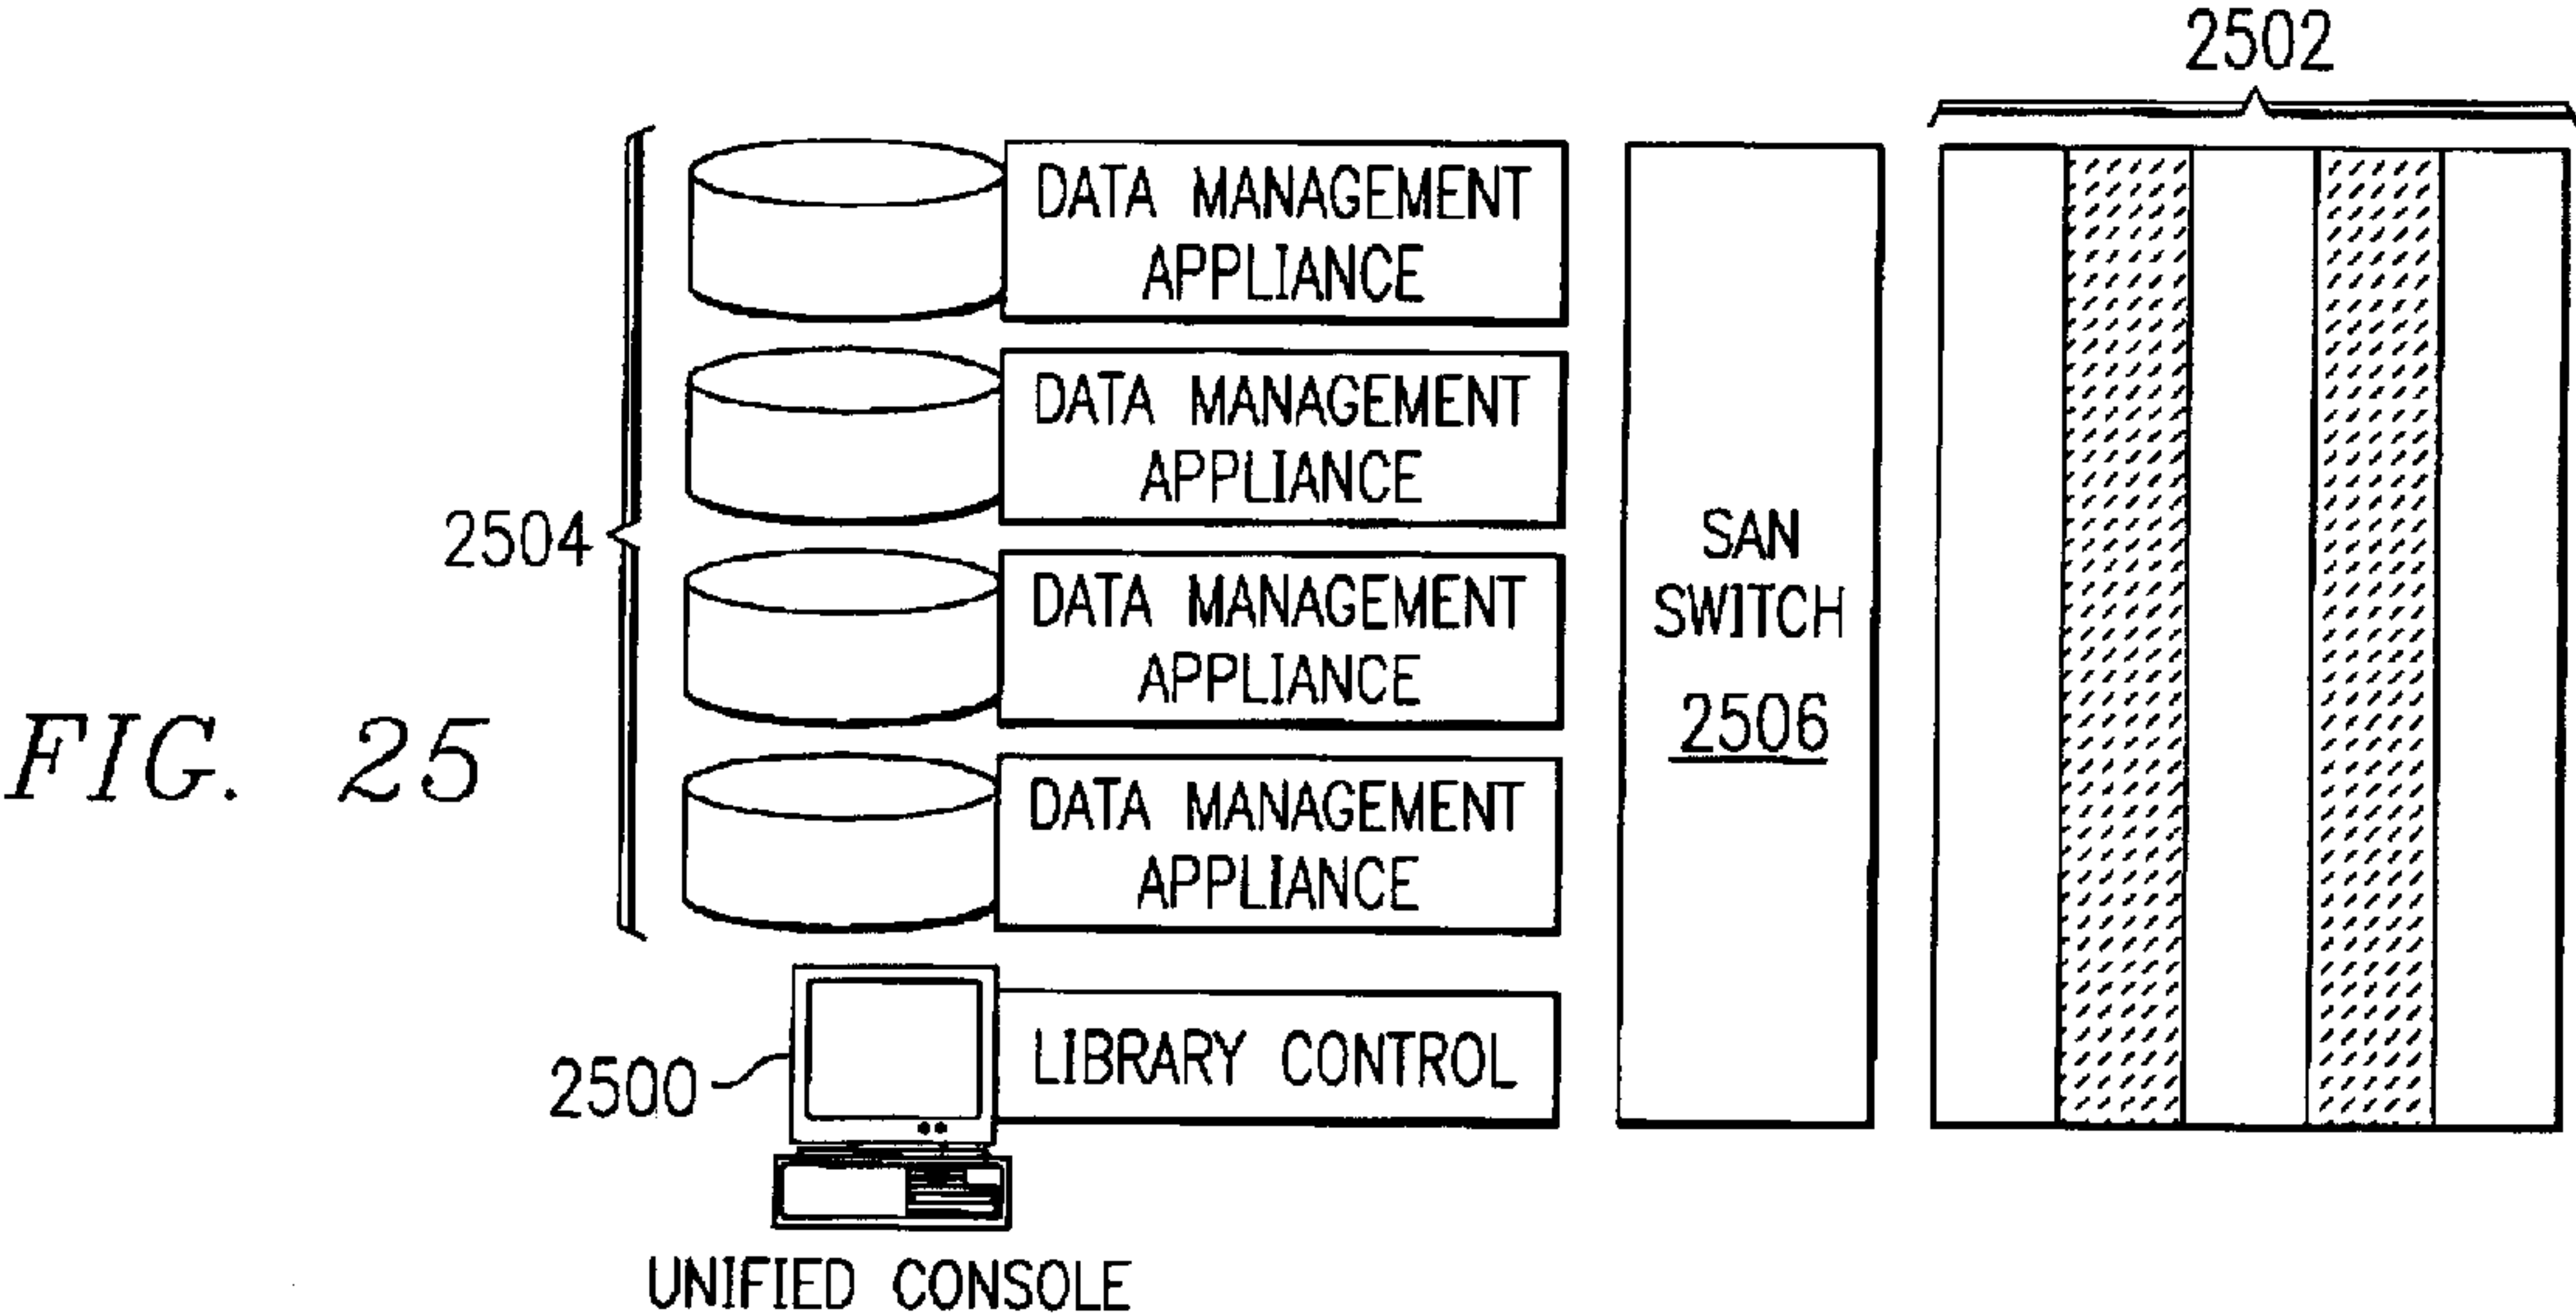 2502
DATA MANAGEMENT
APPLIANCE
DATA MANAGEMENT
APPLIANCE
2504
SAN
SWITCH
2506
DATA MANAGEMENT
APPLIANCE
FIG. 25
DATA MANAGEMENT
APPLIANCE
2500
LIBRARY CONTROL
UNIFIED CONSOLE